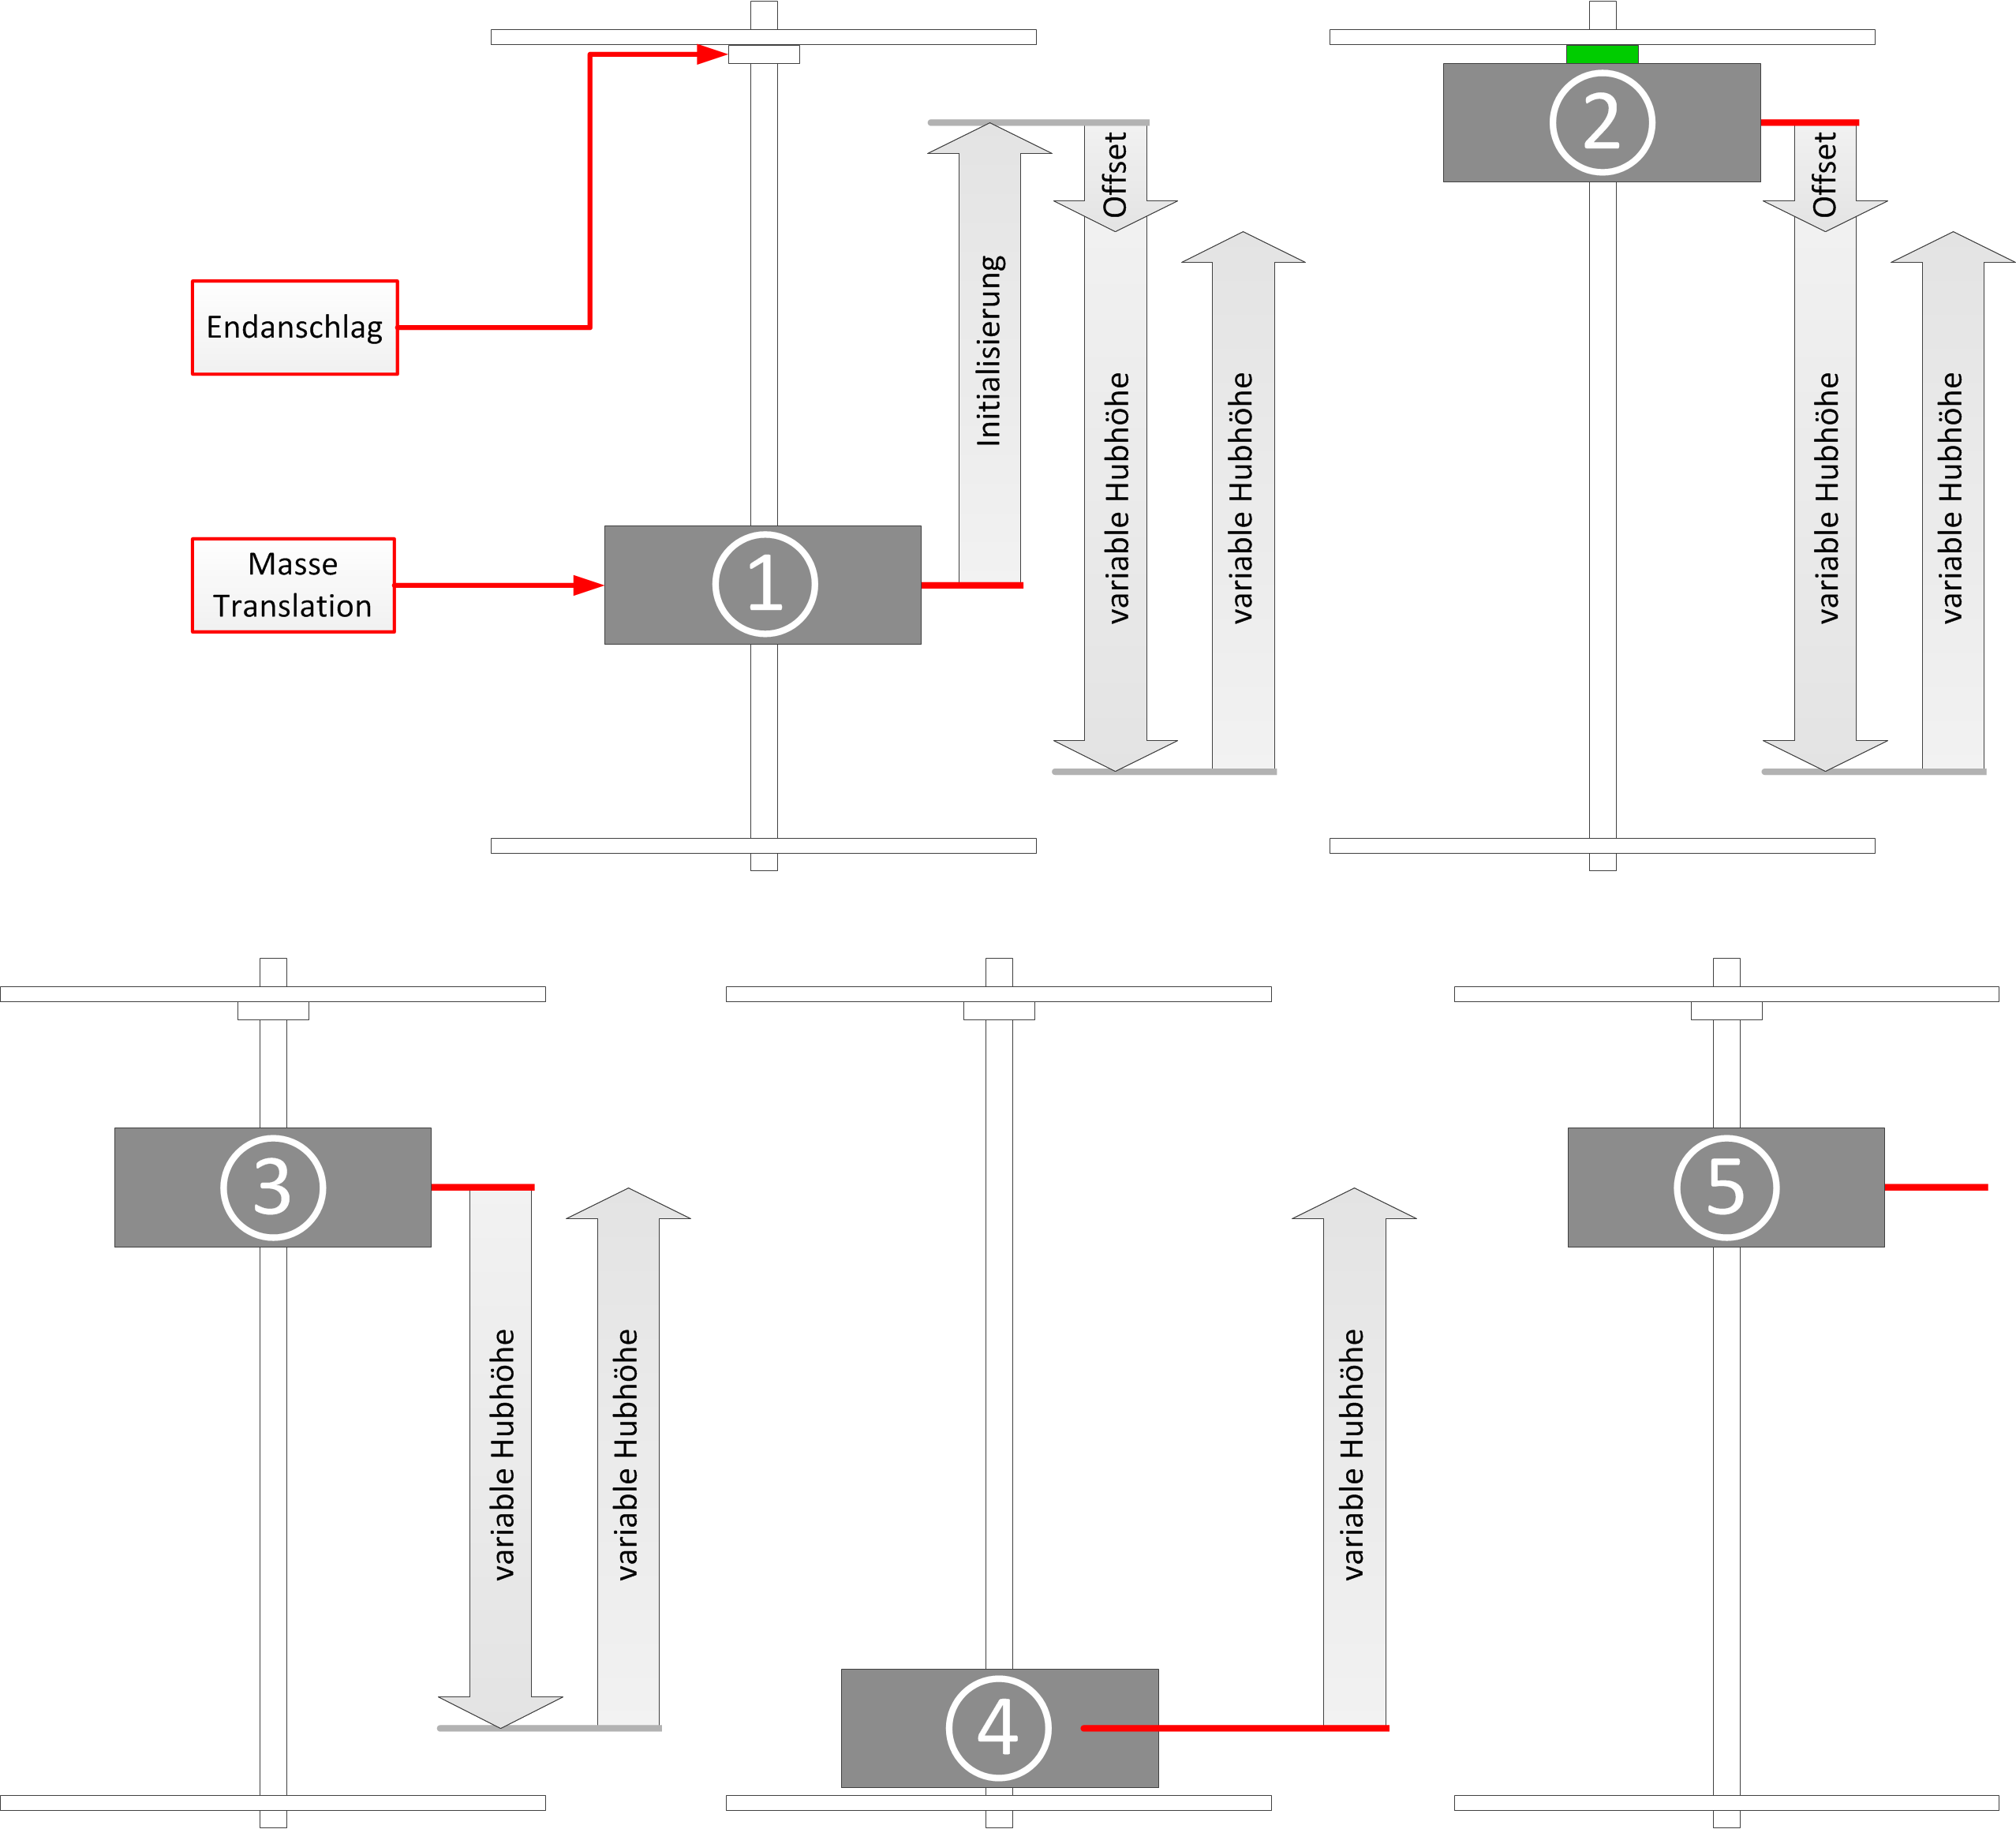 Endanschlag
Masse
Translation
①
Initialisierung
Offset
variable Hubhöhe
variable Hubhöhe
②
Offset
variable Hubhöhe
variable Hubhöhe
③
variable Hubhöhe
variable Hubhöhe
④
variable Hubhöhe
⑤